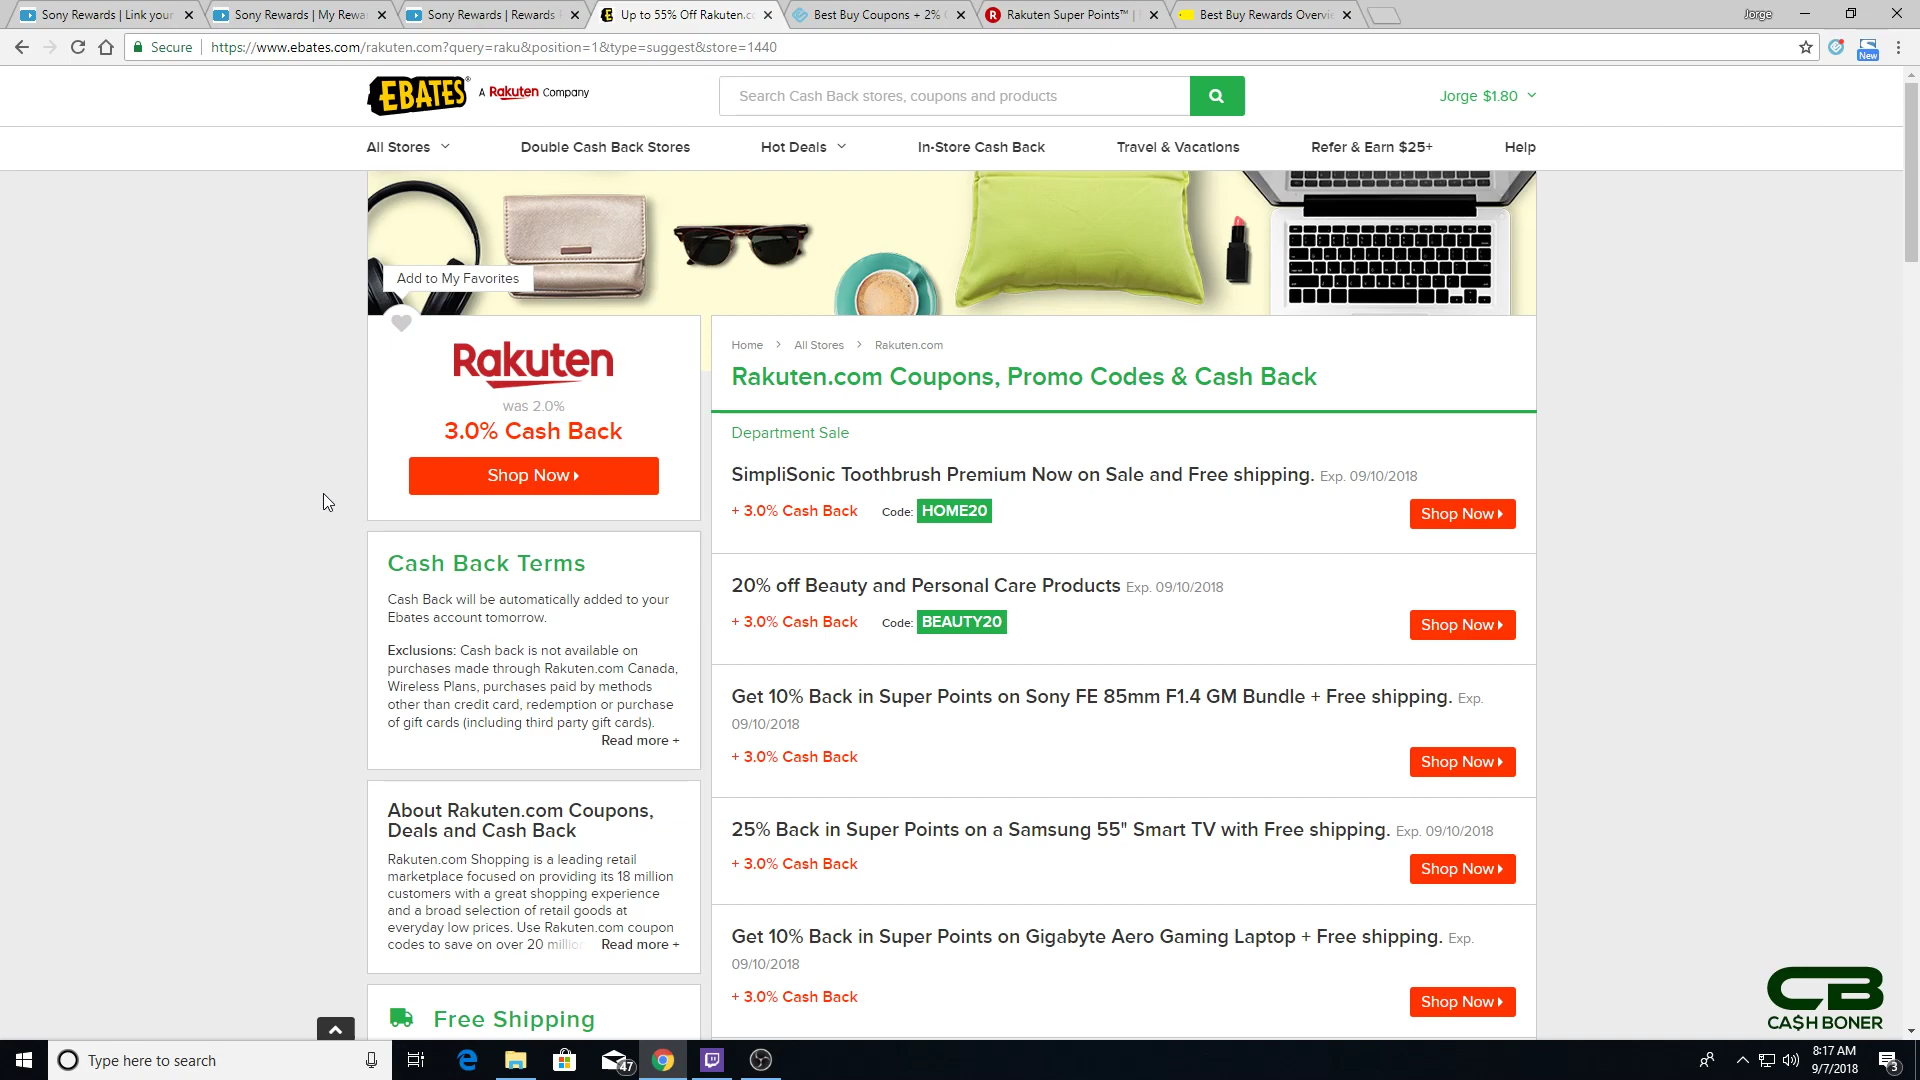 Sony Rewards | Link your
Sony Rewards | My Rewa
Sony Rewards | Rewards
Up to 55% Off Rakuten.c
Best Buy Coupons + 2%
Rakuten Super Points™ |
Best Buy Rewards Overvi
Jorge
Secure
https://www.ebates.com/rakuten.com?query=raku&position=1&type=suggest&store=1440
New
EBATES®
A Rakuten Company
Search Cash Back stores, coupons and products
Jorge $1.80
All Stores
Double Cash Back Stores
Hot Deals
In-Store Cash Back
Travel & Vacations
Refer & Earn $25+
Help
Add to My Favorites
Rakuten
was 2.0%
3.0% Cash Back
Shop Now
Cash Back Terms
Cash Back will be automatically added to your
Ebates account tomorrow.
Exclusions: Cash back is not available on
purchases made through Rakuten.com Canada,
Wireless Plans, purchases paid by methods
other than credit card, redemption or purchase
of gift cards (including third party gift cards).
Read more +
About Rakuten.com Coupons,
Deals and Cash Back
Rakuten.com Shopping is a leading retail
marketplace focused on providing its 18 million
customers with a great shopping experience
and a broad selection of retail goods at
everyday low prices. Use Rakuten.com coupon
codes to save on over 20 million Read more +
Free Shipping
Home > All Stores > Rakuten.com
Rakuten.com Coupons, Promo Codes & Cash Back
Department Sale
SimpliSonic Toothbrush Premium Now on Sale and Free shipping. Exp. 09/10/2018
+ 3.0% Cash Back Code: HOME20
Shop Now
20% off Beauty and Personal Care Products Exp. 09/10/2018
+ 3.0% Cash Back Code: BEAUTY20
Shop Now
Get 10% Back in Super Points on Sony FE 85mm F1.4 GM Bundle + Free shipping. Exp.
09/10/2018
+ 3.0% Cash Back
Shop Now
25% Back in Super Points on a Samsung 55" Smart TV with Free shipping. Exp. 09/10/2018
+ 3.0% Cash Back
Shop Now
Get 10% Back in Super Points on Gigabyte Aero Gaming Laptop + Free shipping. Exp.
09/10/2018
+ 3.0% Cash Back
Shop Now
CB
CA$H BONER
Type here to search
47
8:17 AM
9/7/2018
3